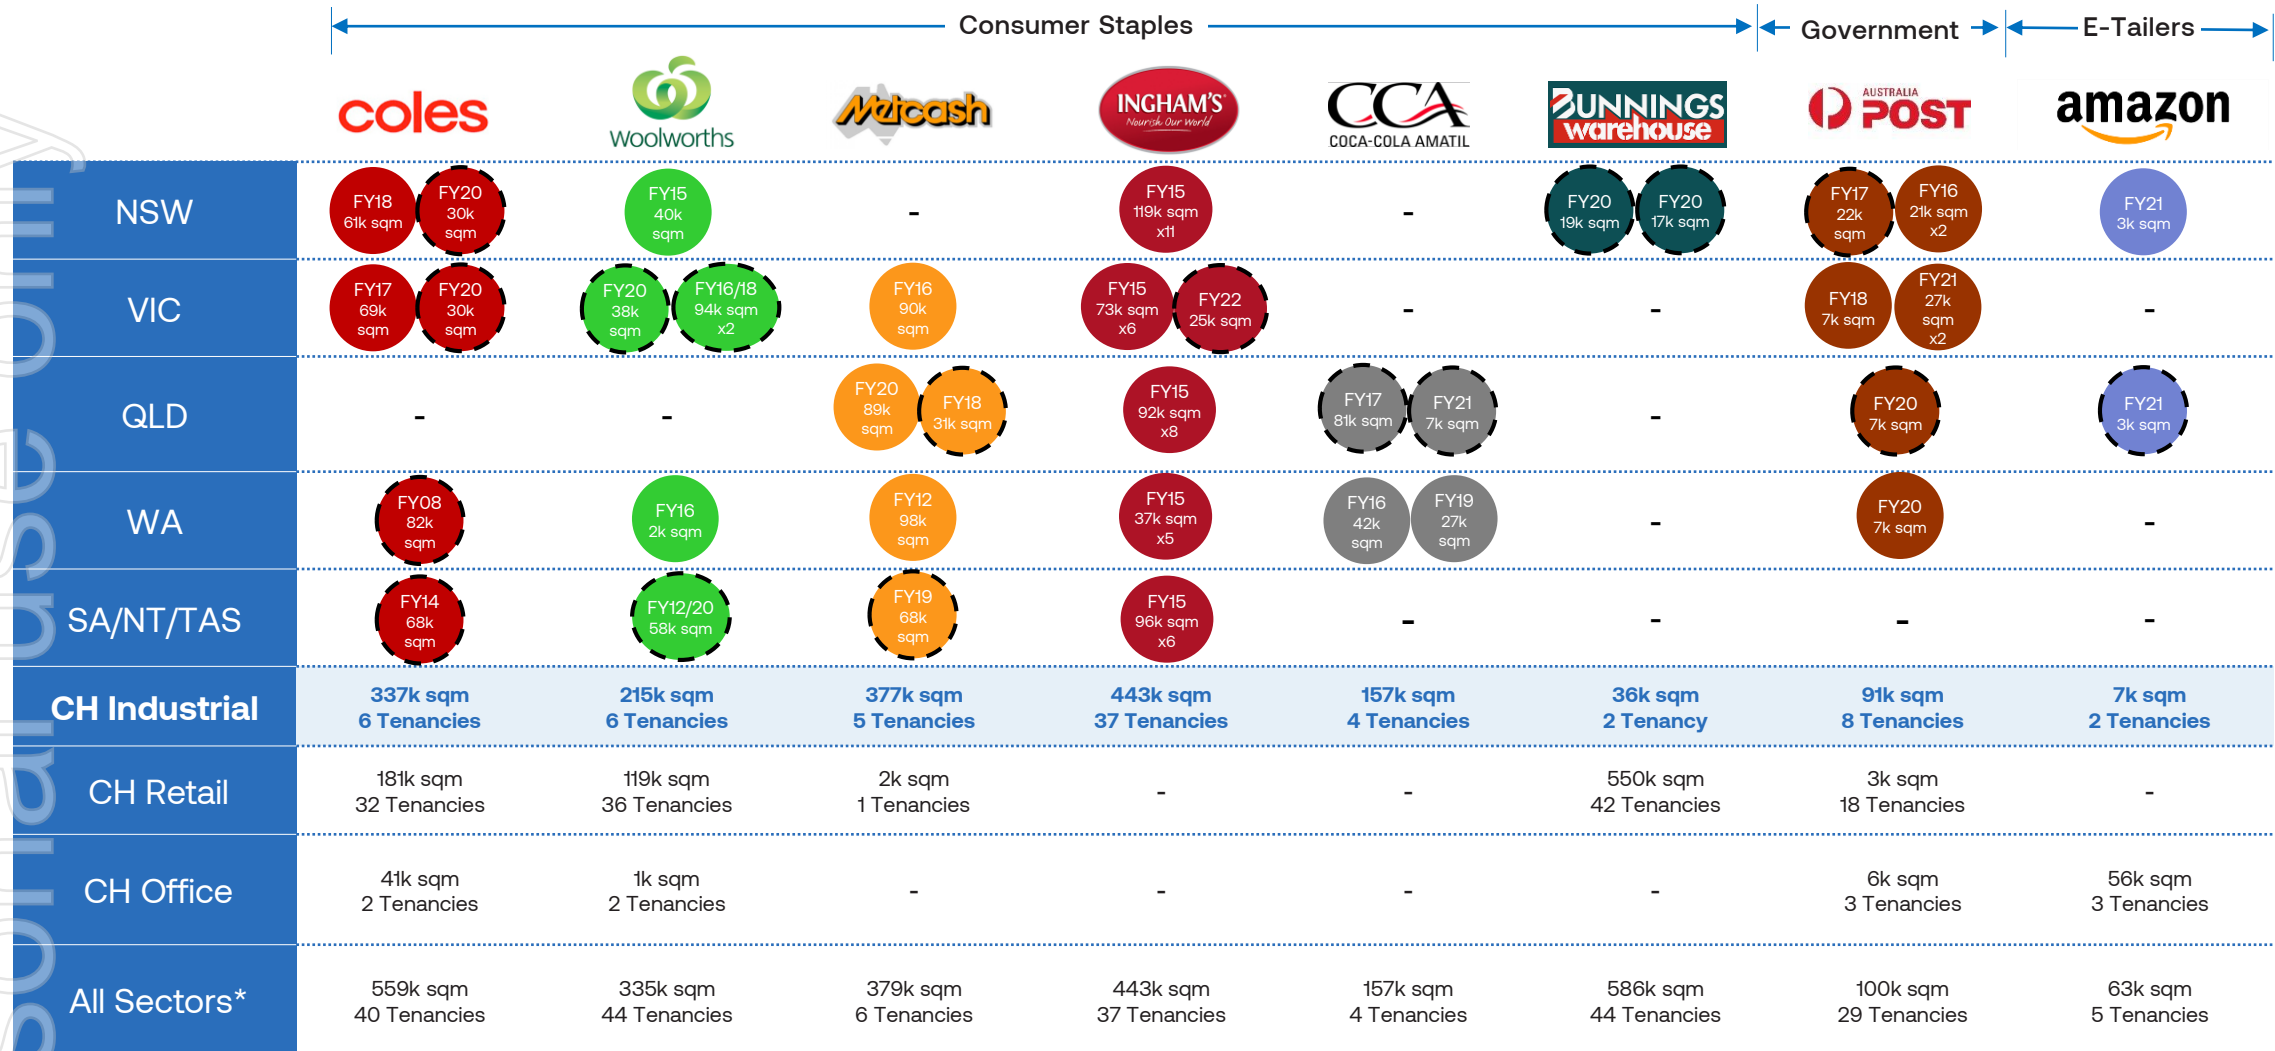 Consumer Staples
Government
E-Tailers
coles
Woolworths
Metcash
INGHAM'S
Nourish Our World
CCA
COCA-COLA AMATIL
BUNNINGS
warehouse
AUSTRALIA
POST
amazon
NSW
FY18
61k sqm
FY20
30k
sqm
FY15
40k
sqm
-
FY15
119k sqm
x11
-
FY20
19k sqm
FY20
17k sqm
FY17
22k
sqm
FY16
21k sqm
x2
FY21
3k sqm
VIC
FY17
69k
sqm
FY20
30k
sqm
FY20
38k
sqm
FY16/18
94k sqm
x2
FY16
90k
sqm
FY15
73k sqm
x6
FY22
25k sqm
-
-
FY18
7k sqm
FY21
27k
sqm
x2
-
QLD
-
-
FY20
89k
sqm
FY18
31k sqm
FY15
92k sqm
x8
FY17
81k sqm
FY21
7k sqm
-
FY20
7k sqm
FY21
3k sqm
WA
FY08
82k
sqm
FY16
2k sqm
FY12
98k
sqm
FY15
37k sqm
x5
FY16
42k
sqm
FY19
27k
sqm
-
FY20
7k sqm
-
SA/NT/TAS
FY14
68k
sqm
FY12/20
58k sqm
FY19
68k
sqm
FY15
96k sqm
x6
-
-
-
-
CH Industrial
337k sqm
6 Tenancies
215k sqm
6 Tenancies
377k sqm
5 Tenancies
443k sqm
37 Tenancies
157k sqm
4 Tenancies
36k sqm
2 Tenancy
91k sqm
8 Tenancies
7k sqm
2 Tenancies
CH Retail
181k sqm
32 Tenancies
119k sqm
36 Tenancies
2k sqm
1 Tenancies
-
-
550k sqm
42 Tenancies
3k sqm
18 Tenancies
-
CH Office
41k sqm
2 Tenancies
1k sqm
2 Tenancies
-
-
-
-
6k sqm
3 Tenancies
56k sqm
3 Tenancies
All Sectors*
559k sqm
40 Tenancies
335k sqm
44 Tenancies
379k sqm
6 Tenancies
443k sqm
37 Tenancies
157k sqm
4 Tenancies
586k sqm
44 Tenancies
100k sqm
29 Tenancies
63k sqm
5 Tenancies
sonal use only